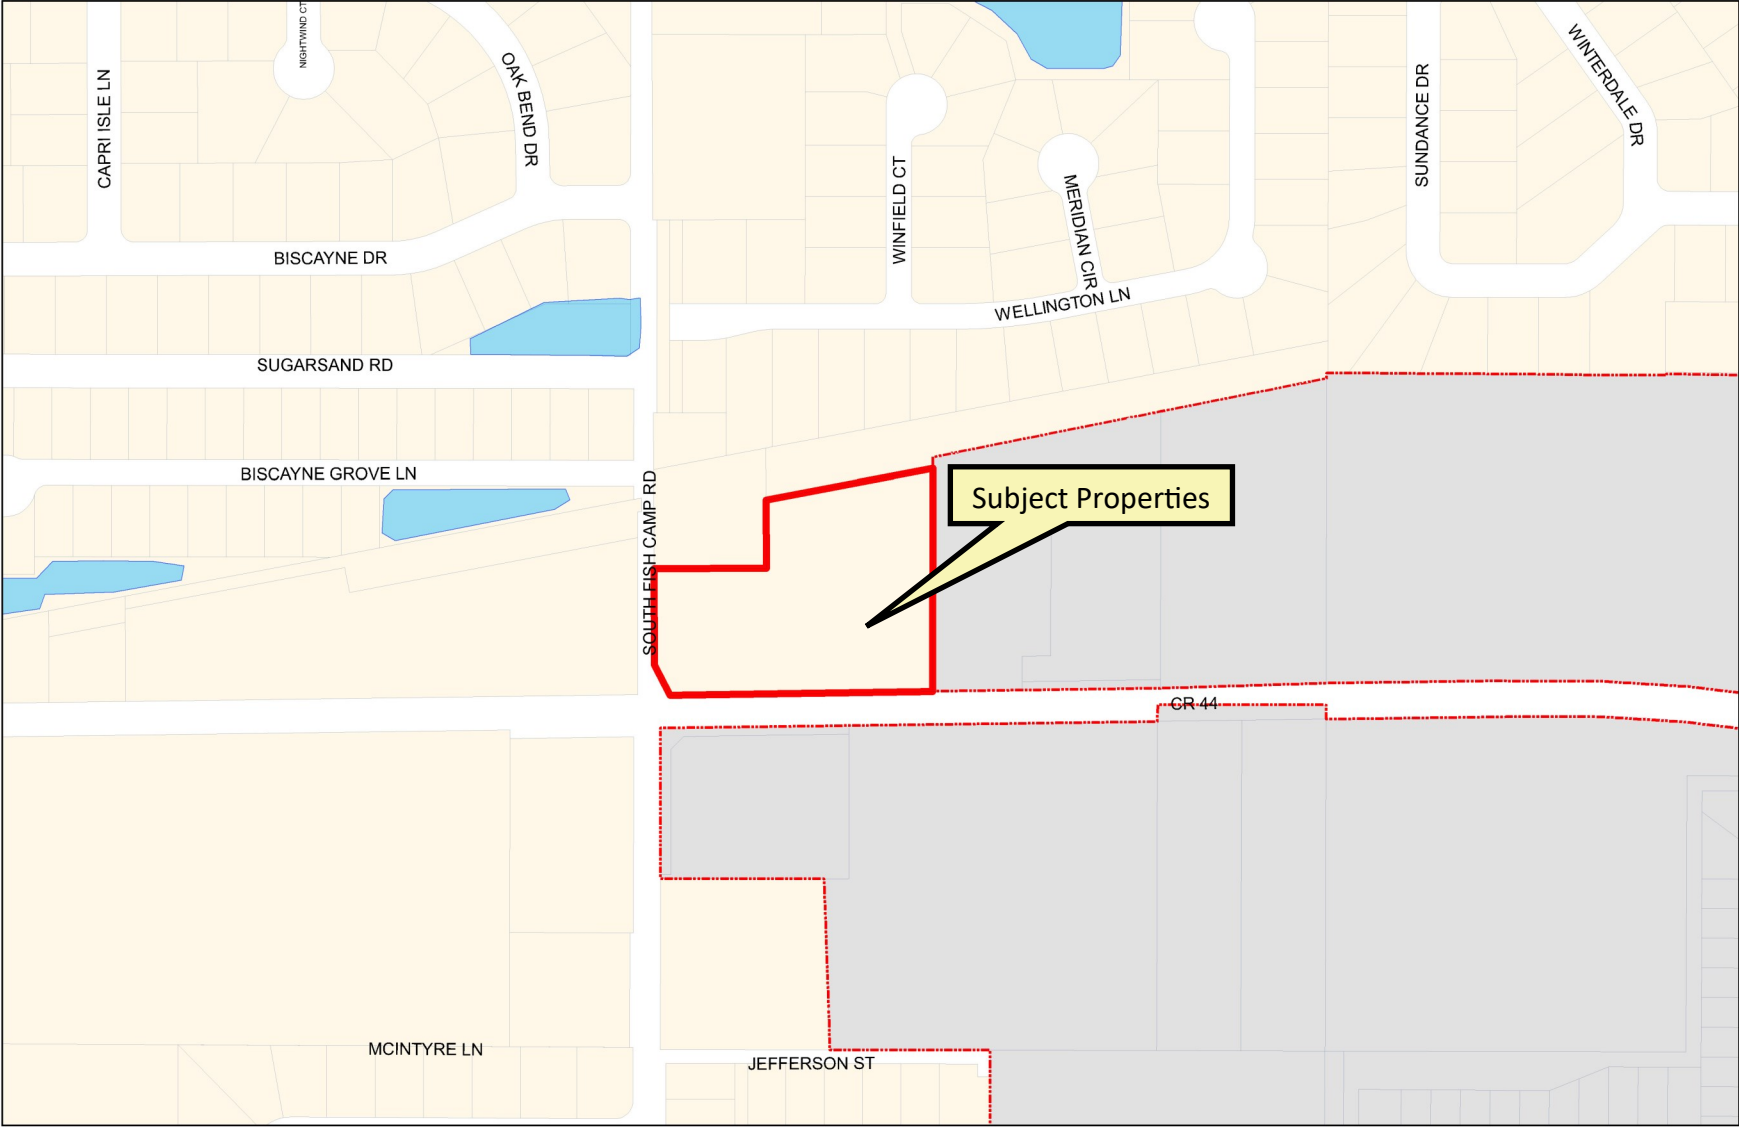 NIGHTWIND CT
CAPRI ISLE LN
OAK BEND DR
WINTERDALE DR
SUNDANCE DR
WINFIELD CT
MERIDIAN CIR
BISCAYNE DR
WELLINGTON LN
SUGARSAND RD
BISCAYNE GROVE LN
Subject Properties
SOUTH FISH CAMP RD
CR 44
MCINTYRE LN
JEFFERSON ST